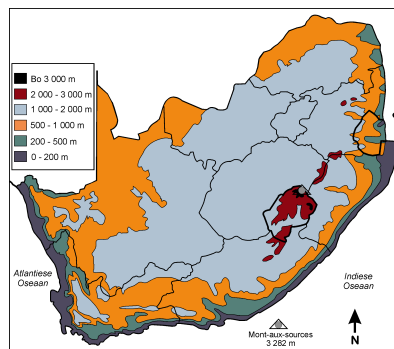 Bo 3 000 m
2 000 - 3 000 m
1 000 - 2 000 m
500 - 1 000 m
200 - 500 m
0 - 200 m
Atlantiese
Oseaan
Indiese
Oseaan
Mont-aux-sources
3 282 m
N